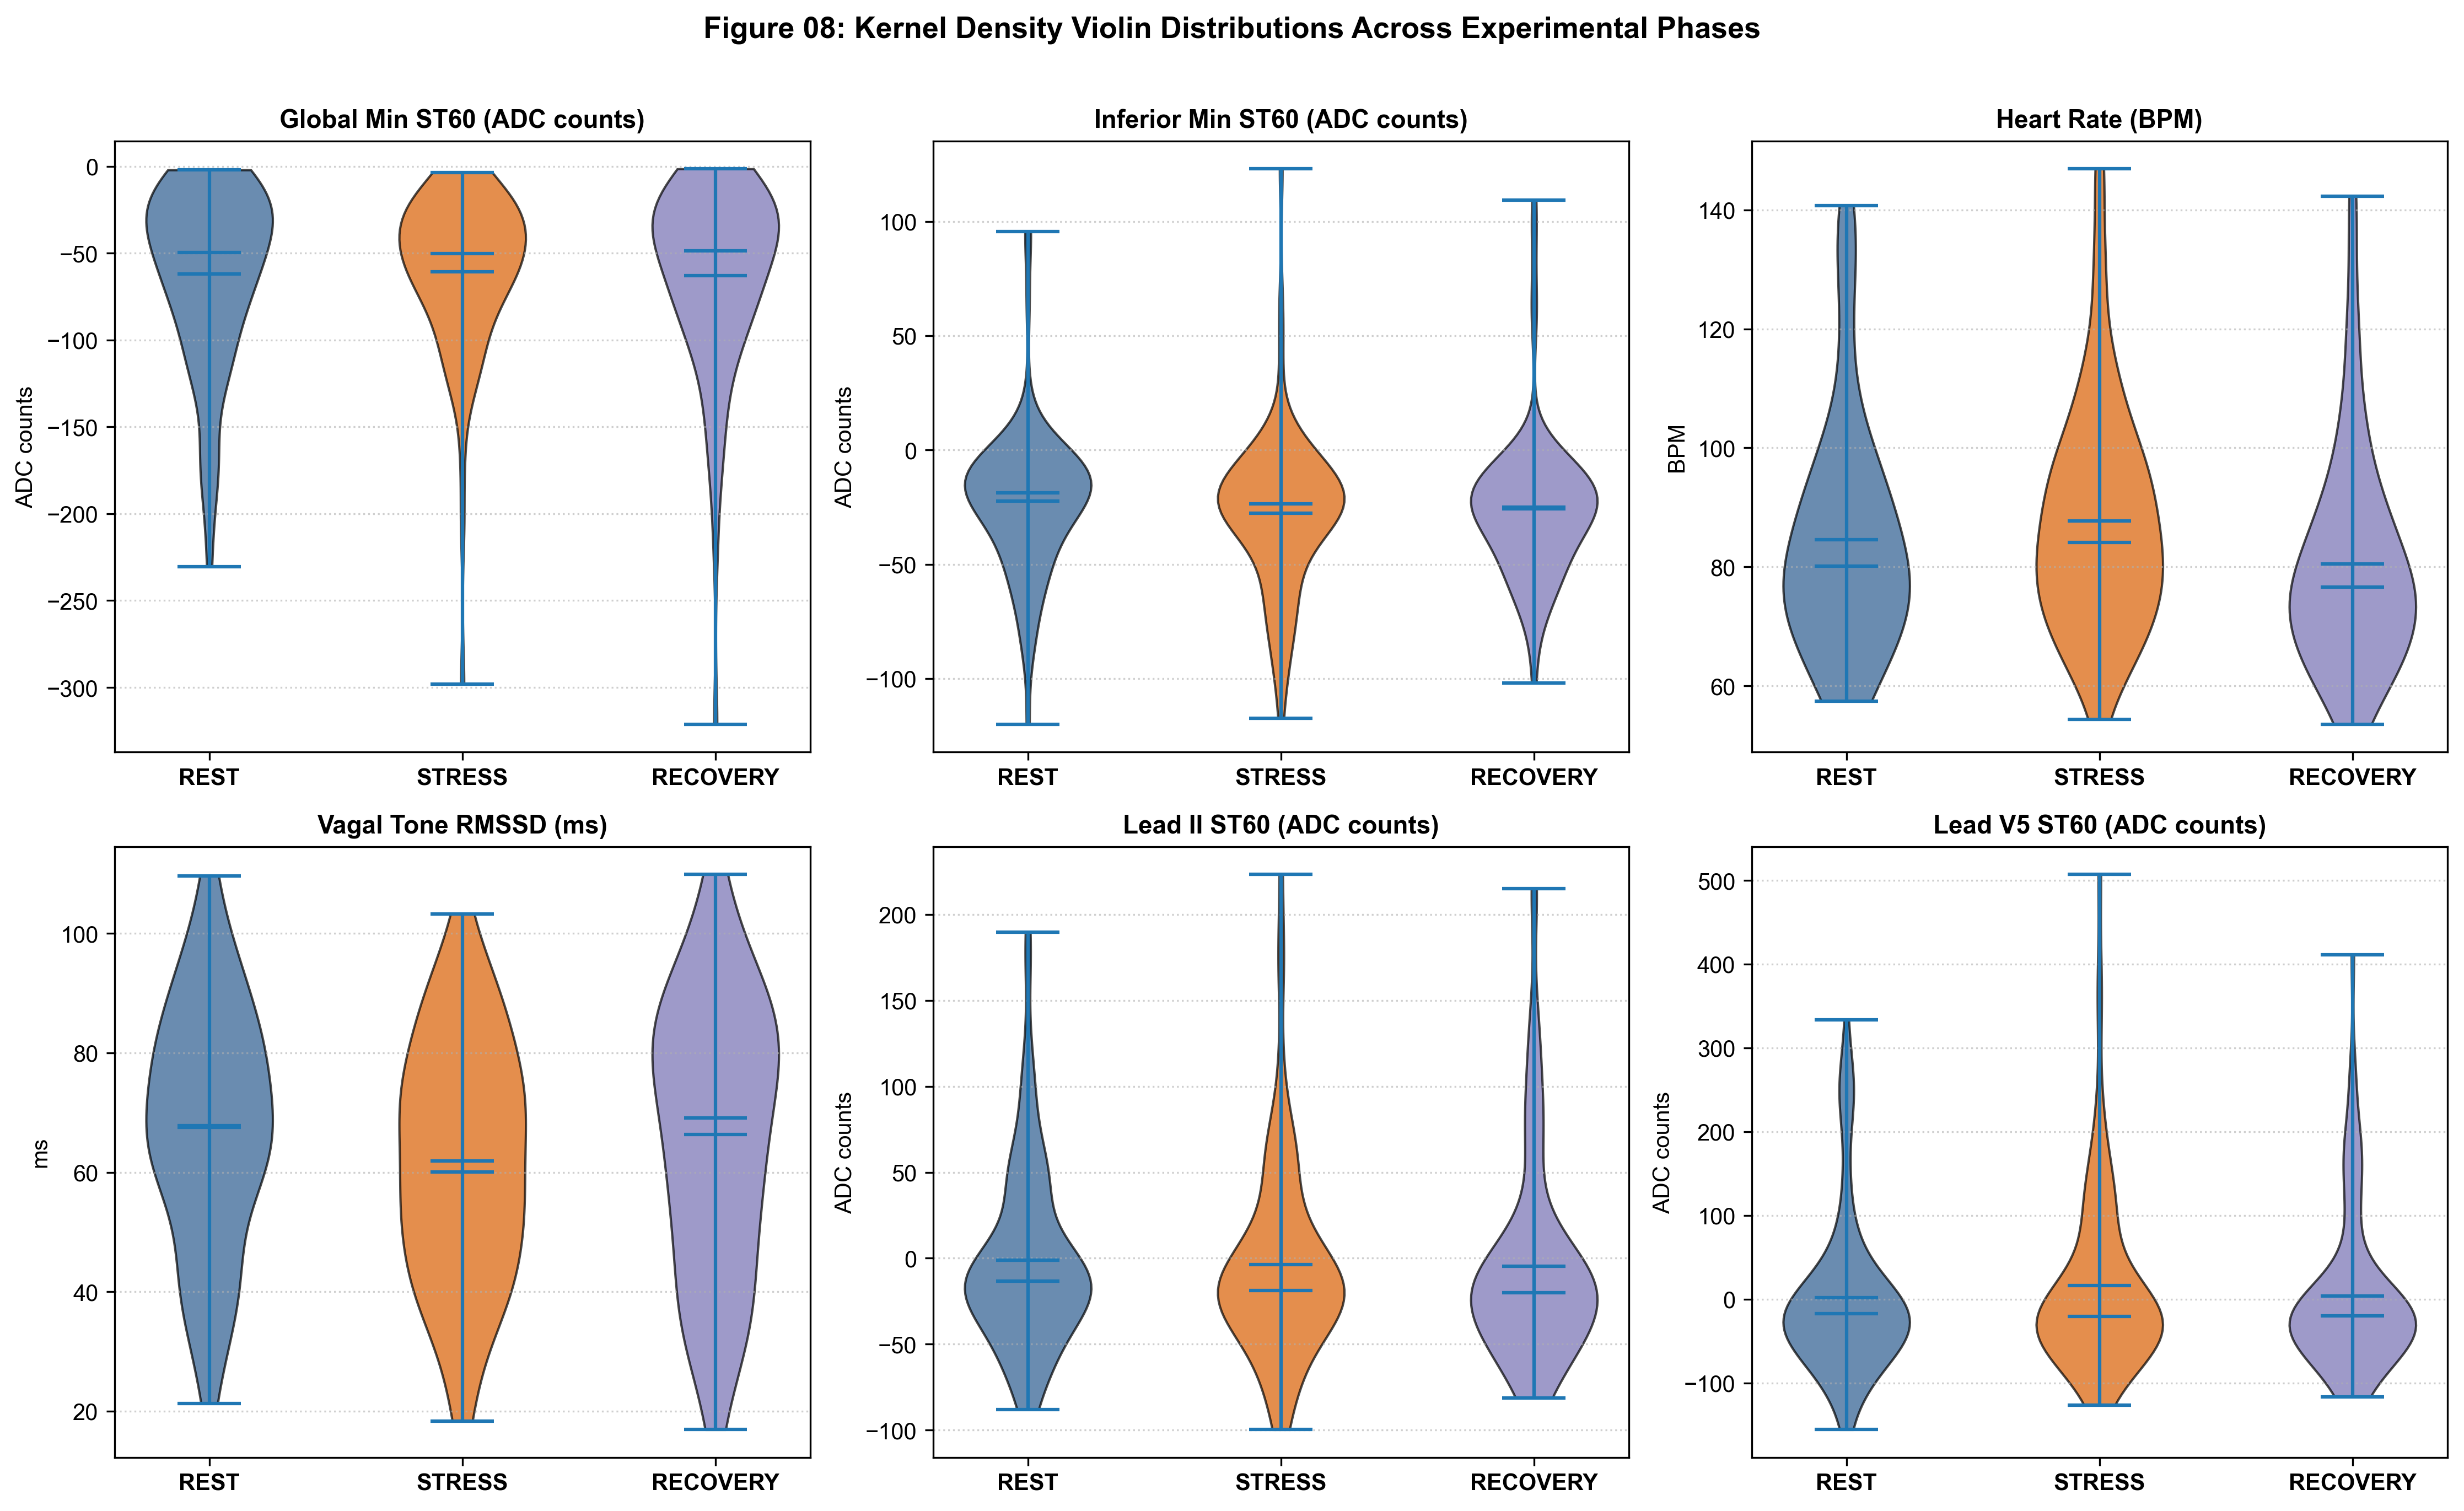 Figure 08: Kernel Density Violin Distributions Across Experimental Phases
Global Min ST60 (ADC counts)
ADC counts
0
−50
−100
−150
−200
−250
−300
REST
STRESS
RECOVERY
Inferior Min ST60 (ADC counts)
ADC counts
100
50
0
−50
−100
REST
STRESS
RECOVERY
Heart Rate (BPM)
BPM
140
120
100
80
60
REST
STRESS
RECOVERY
Vagal Tone RMSSD (ms)
ms
100
80
60
40
20
REST
STRESS
RECOVERY
Lead II ST60 (ADC counts)
ADC counts
200
150
100
50
0
−50
−100
REST
STRESS
RECOVERY
Lead V5 ST60 (ADC counts)
ADC counts
500
400
300
200
100
0
−100
REST
STRESS
RECOVERY